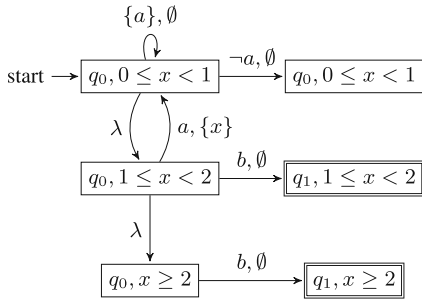 {a}, ∅
start
q₀, 0 ≤ x < 1
¬a, ∅
q₀, 0 ≤ x < 1
λ
a, {x}
q₀, 1 ≤ x < 2
b, ∅
q₁, 1 ≤ x < 2
λ
q₀, x ≥ 2
b, ∅
q₁, x ≥ 2